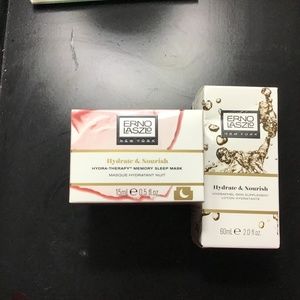 ERNO
LASZLO
NEW YORK
Hydrate & Nourish
HYDRA-THERAPY MEMORY SLEEP MASK
MASQUE HYDRATANT NUIT
15ml ℮ 0.5 fl.oz.
ERNO
LASZLO
NEW YORK
Hydrate & Nourish
HYDRAPHEL SKIN SUPPLEMENT
LOTION HYDRATANTE
60mL ℮ 2.0 fl.oz.